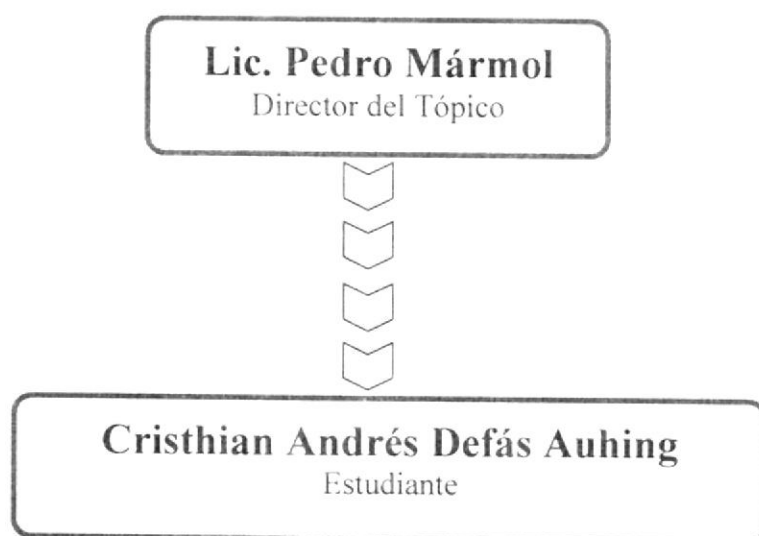 Lic. Pedro Mármol
Director del Tópico
Cristhian Andrés Defás Auhing
Estudiante